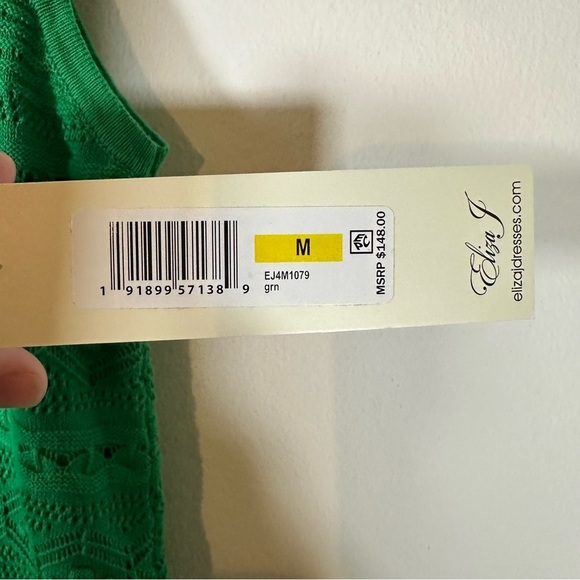 M
1 91899 57138 9
EJ4M1079
grn
MSRP $148.00
Eliza J
elizajdresses.com